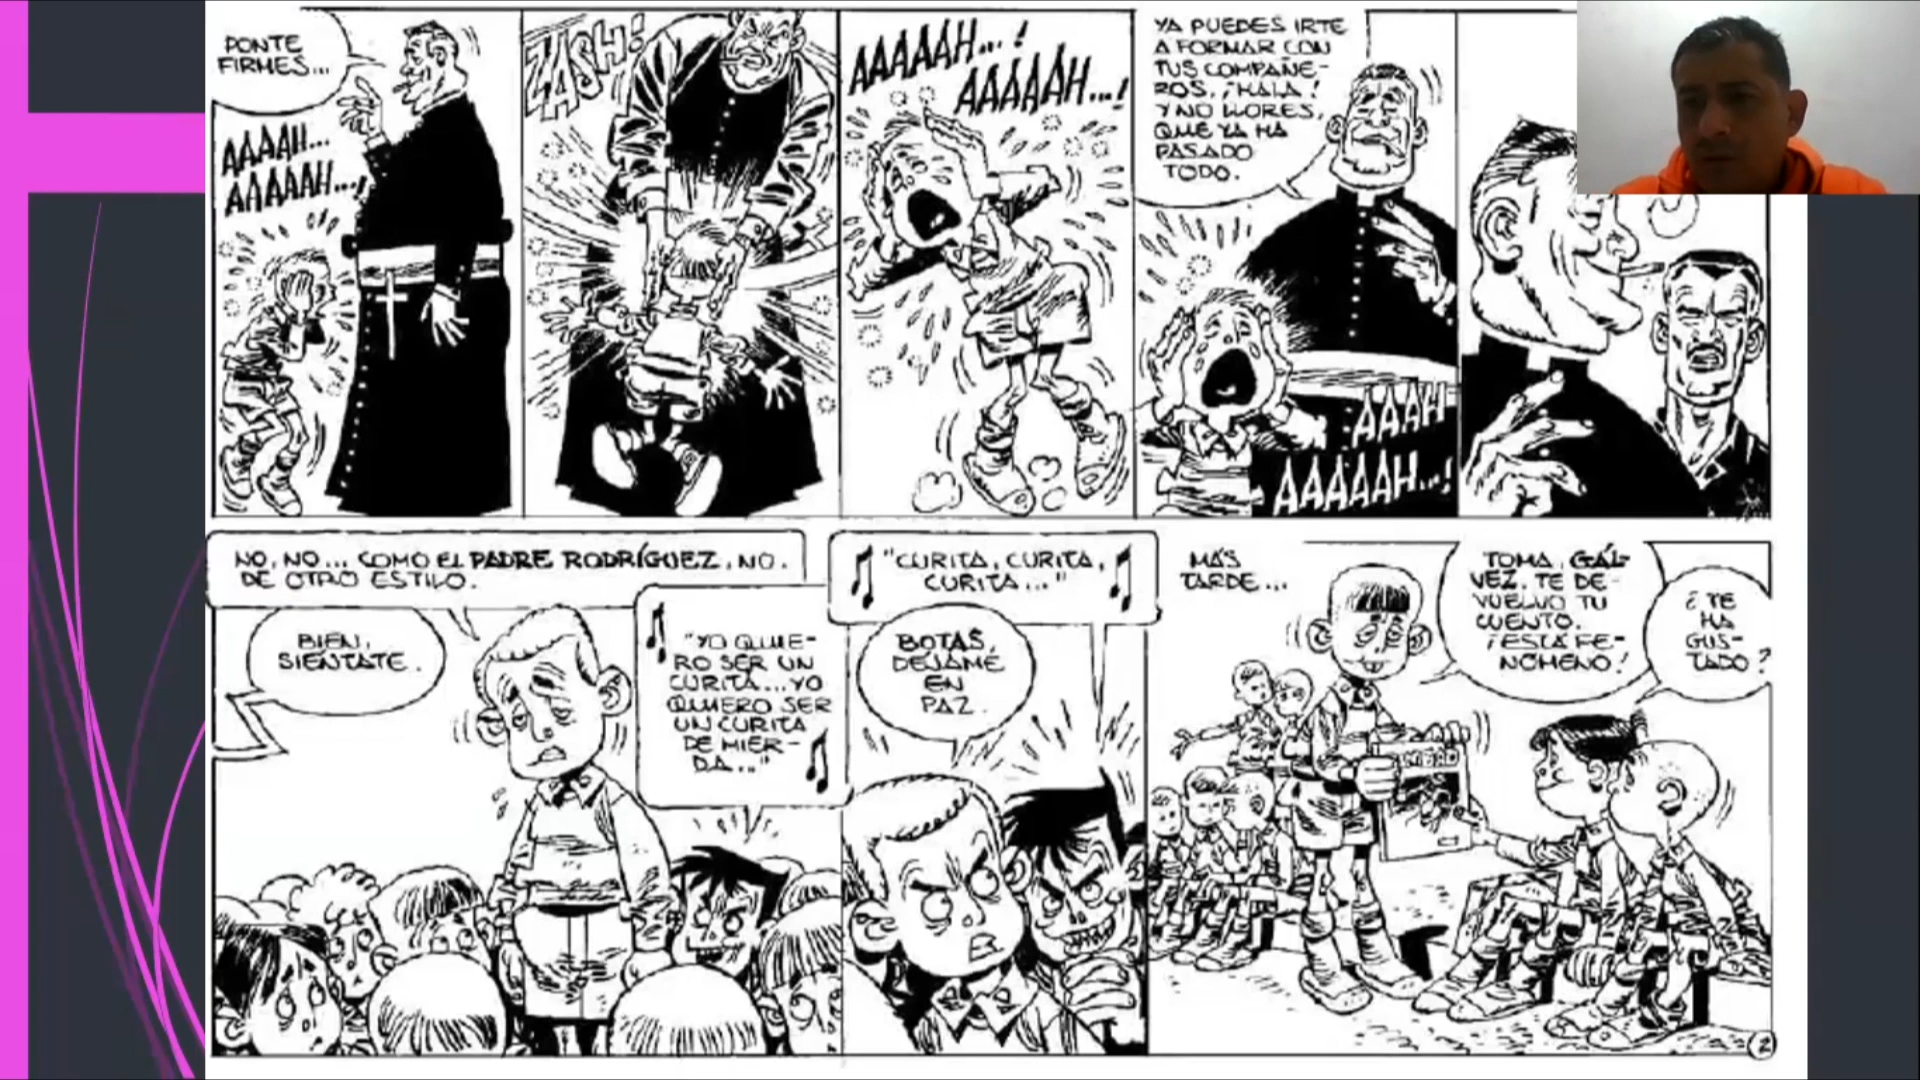 PONTE
FIRMES...
AAAAH...
AAAAAH...!
ZASH!
AAAAAH...!
AAAAAH...!
YA PUEDES IRTE
A FORMAR CON
TUS COMPAÑE-
ROS. ¡HALA!
Y NO LLORES,
QUE YA HA
PASADO
TODO.
AAAH
AAAAAH...!
NO, NO... COMO EL PADRE RODRÍGUEZ, NO.
DE OTRO ESTILO.
BIEN,
SIÉNTATE.
"YO QUIE-
RO SER UN
CURITA...YO
QUIERO SER
UN CURITA
DE MIER-
DA..."
"CURITA, CURITA,
CURITA..."
BOTAS,
DÉJAME
EN
PAZ.
MÁS
TARDE...
TOMA, GÁL-
VEZ. TE DE-
VUELVO TU
CUENTO.
¡ESTÁ FE-
NÓMENO!
¿TE
HA
GUS-
TADO?
2